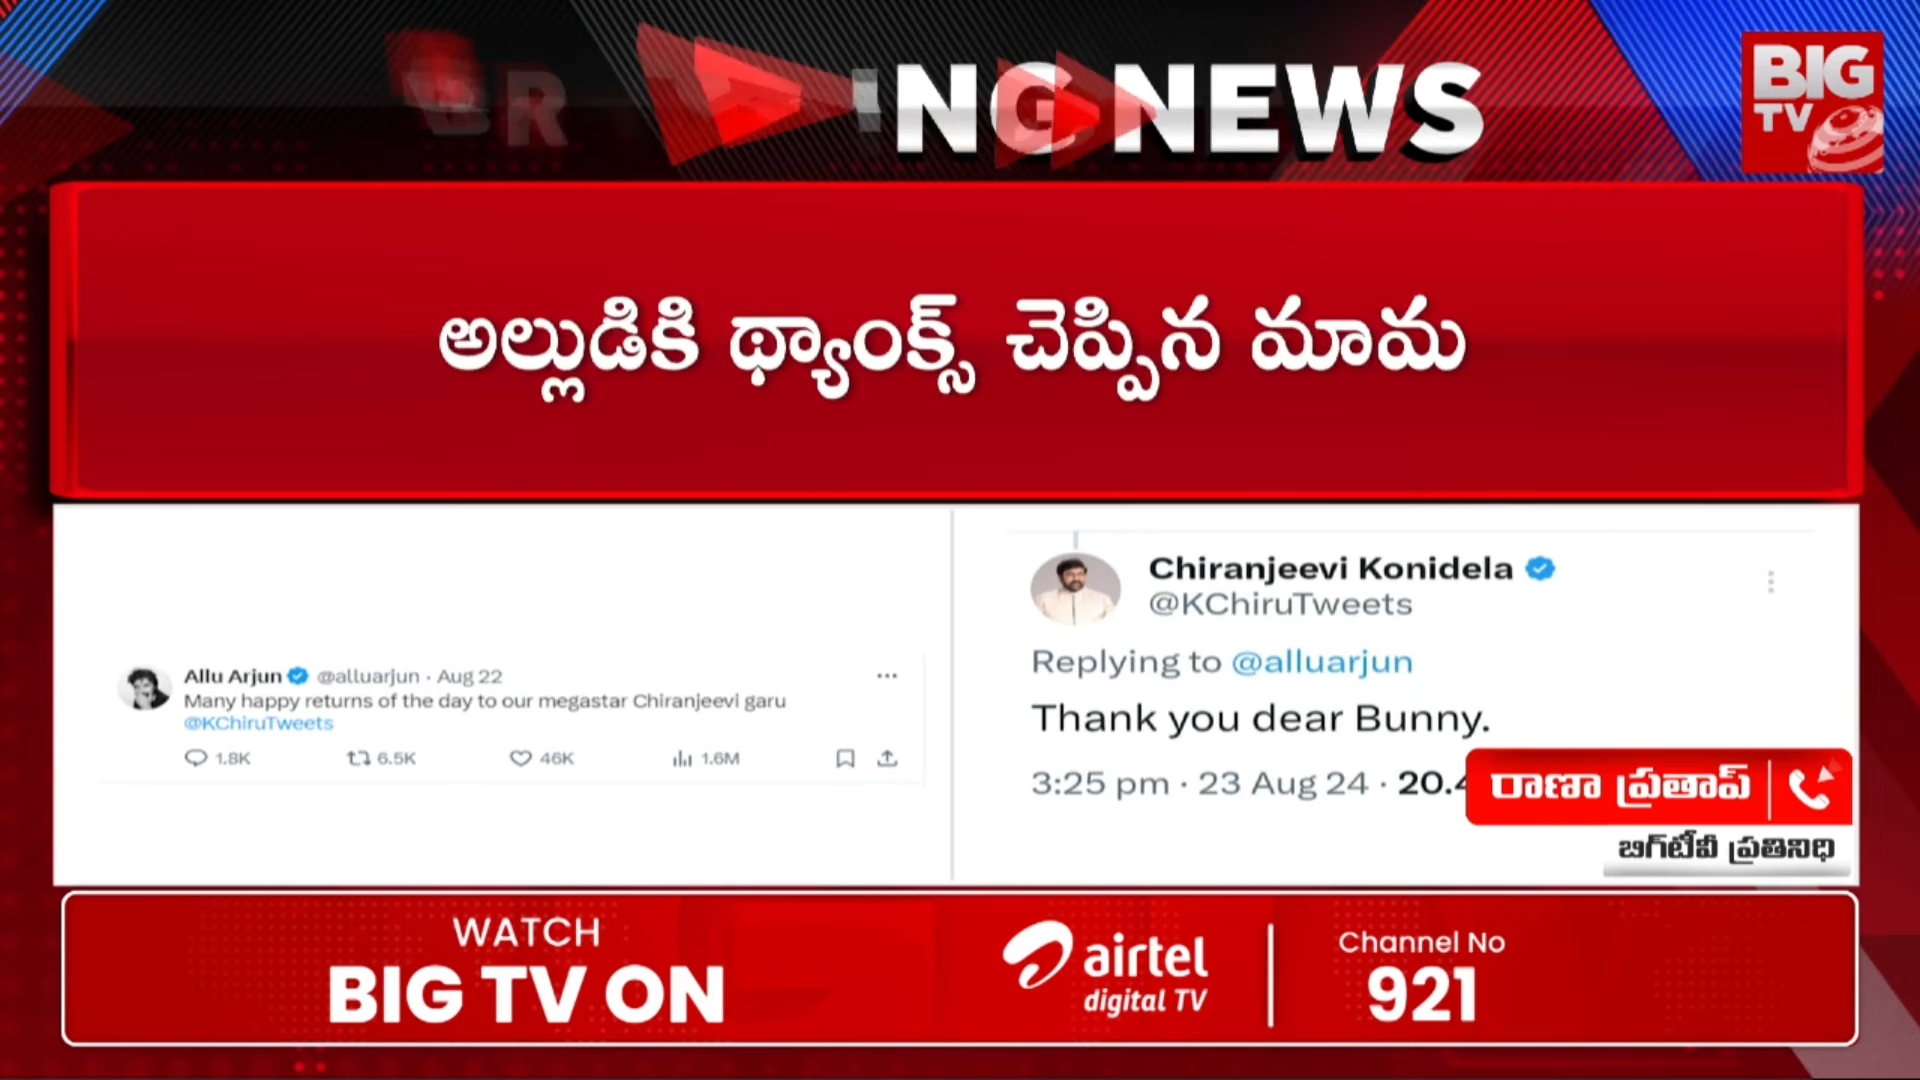 NG NEWS
BIG
TV
అల్లుడికి థ్యాంక్స్ చెప్పిన మామ
Allu Arjun @alluarjun · Aug 22
Many happy returns of the day to our megastar Chiranjeevi garu
@KChiruTweets
1.8K 6.5K 46K 1.6M
Chiranjeevi Konidela
@KChiruTweets
Replying to @alluarjun
Thank you dear Bunny.
3:25 pm · 23 Aug 24 · 20.4
రాణా ప్రతాప్
బిగ్‌టీవీ ప్రతినిధి
WATCH
BIG TV ON
airtel
digital TV
Channel No
921